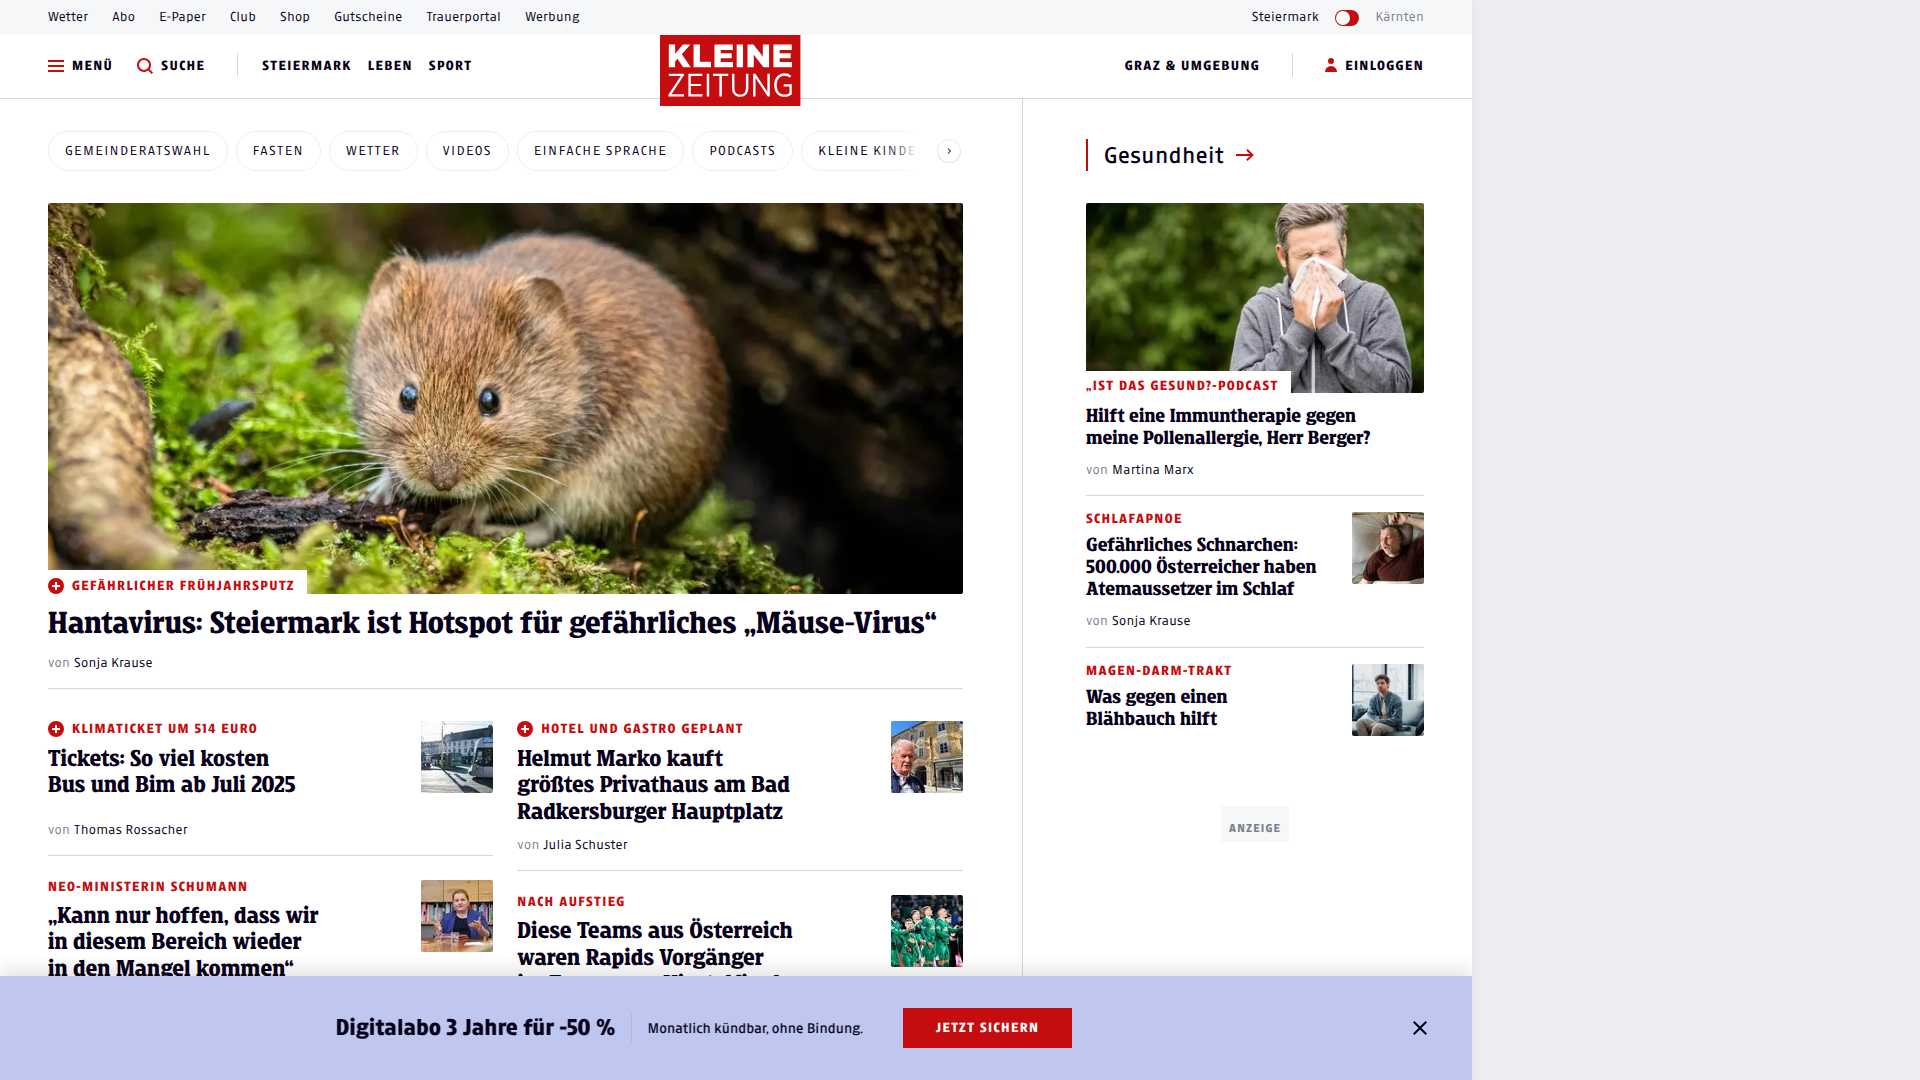 Wetter Abo E-Paper Club Shop Gutscheine Trauerportal Werbung Steiermark Kärnten
MENÜ SUCHE STEIERMARK LEBEN SPORT KLEINE ZEITUNG GRAZ & UMGEBUNG EINLOGGEN
GEMEINDERATSWAHL FASTEN WETTER VIDEOS EINFACHE SPRACHE PODCASTS KLEINE KINDE
GEFÄHRLICHER FRÜHJAHRSPUTZ
Hantavirus: Steiermark ist Hotspot für gefährliches „Mäuse-Virus“
von Sonja Krause
KLIMATICKET UM 514 EURO
Tickets: So viel kosten
Bus und Bim ab Juli 2025
von Thomas Rossacher
NEO-MINISTERIN SCHUMANN
„Kann nur hoffen, dass wir
in diesem Bereich wieder
in den Mangel kommen“
HOTEL UND GASTRO GEPLANT
Helmut Marko kauft
größtes Privathaus am Bad
Radkersburger Hauptplatz
von Julia Schuster
NACH AUFSTIEG
Diese Teams aus Österreich
waren Rapids Vorgänger
Gesundheit
„IST DAS GESUND?-PODCAST
Hilft eine Immuntherapie gegen
meine Pollenallergie, Herr Berger?
von Martina Marx
SCHLAFAPNOE
Gefährliches Schnarchen:
500.000 Österreicher haben
Atemaussetzer im Schlaf
von Sonja Krause
MAGEN-DARM-TRAKT
Was gegen einen
Blähbauch hilft
ANZEIGE
Digitalabo 3 Jahre für -50 % Monatlich kündbar, ohne Bindung. JETZT SICHERN